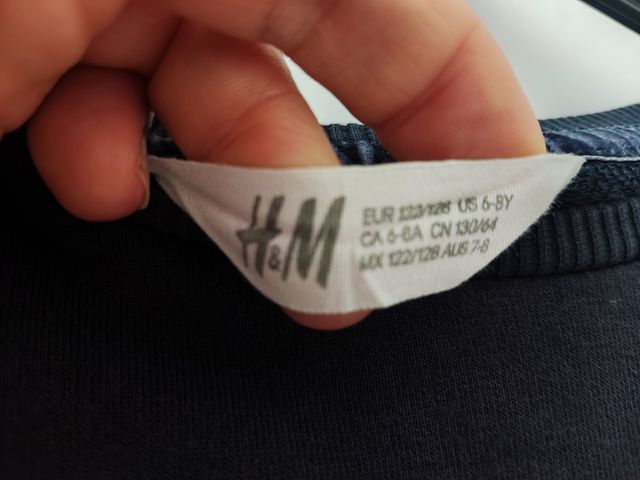 H&M
EUR 122/128 US 6-8Y
CA 6-8A CN 130/64
MX 122/128 AUS 7-8